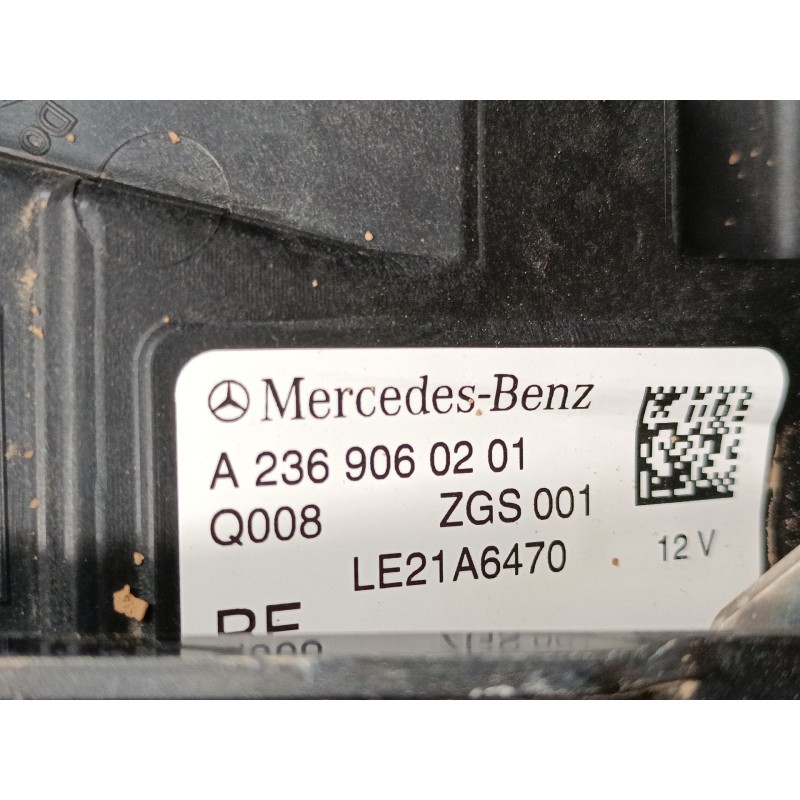 Mercedes-Benz
A 236 906 02 01
Q008 ZGS 001
LE21A6470 12 V